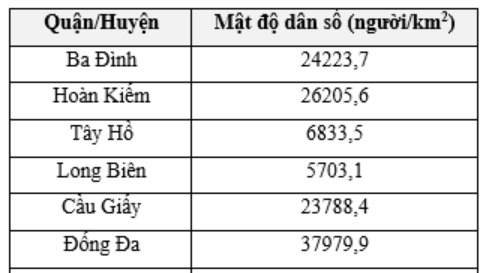 Quận/Huyện Mật độ dân số (người/km²)
Ba Đình 24223,7
Hoàn Kiếm 26205,6
Tây Hồ 6833,5
Long Biên 5703,1
Cầu Giấy 23788,4
Đống Đa 37979,9